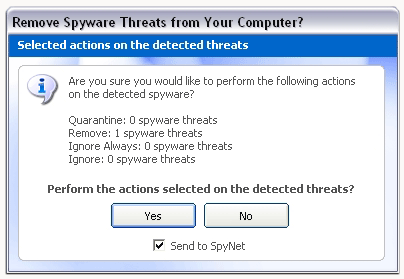 Remove Spyware Threats from Your Computer?
Selected actions on the detected threats
Are you sure you would like to perform the following actions
on the detected spyware?
Quarantine: 0 spyware threats
Remove: 1 spyware threats
Ignore Always: 0 spyware threats
Ignore: 0 spyware threats
Perform the actions selected on the detected threats?
Yes
No
Send to SpyNet